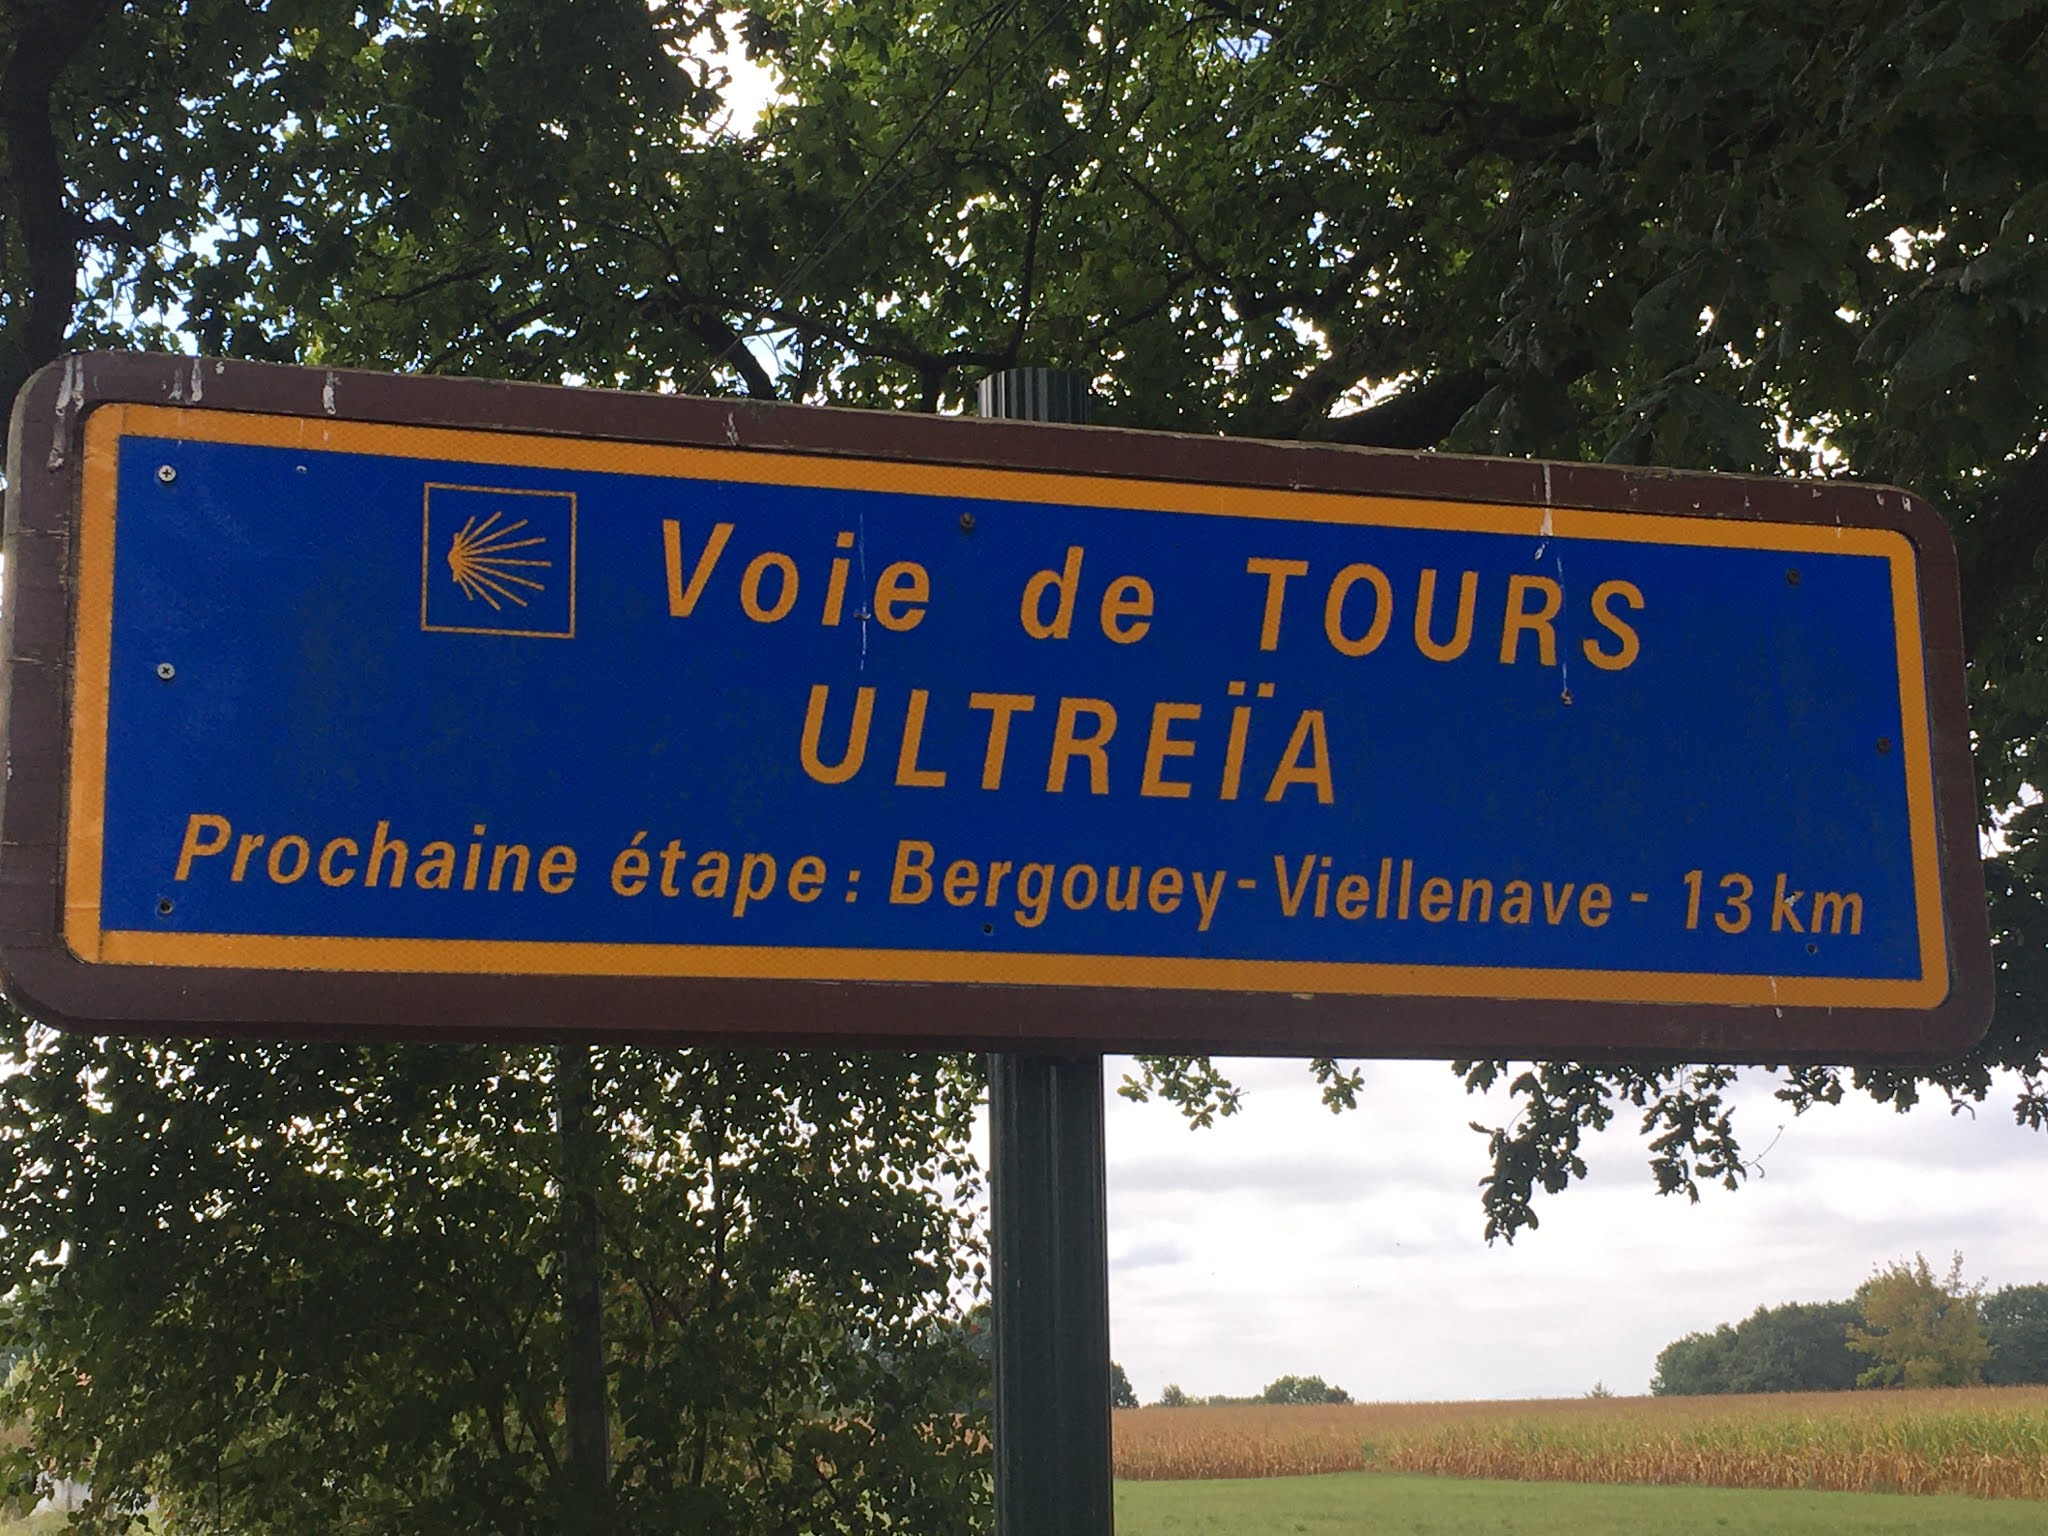 Voie de TOURS
ULTREÏA
Prochaine étape : Bergouey-Viellenave - 13 km